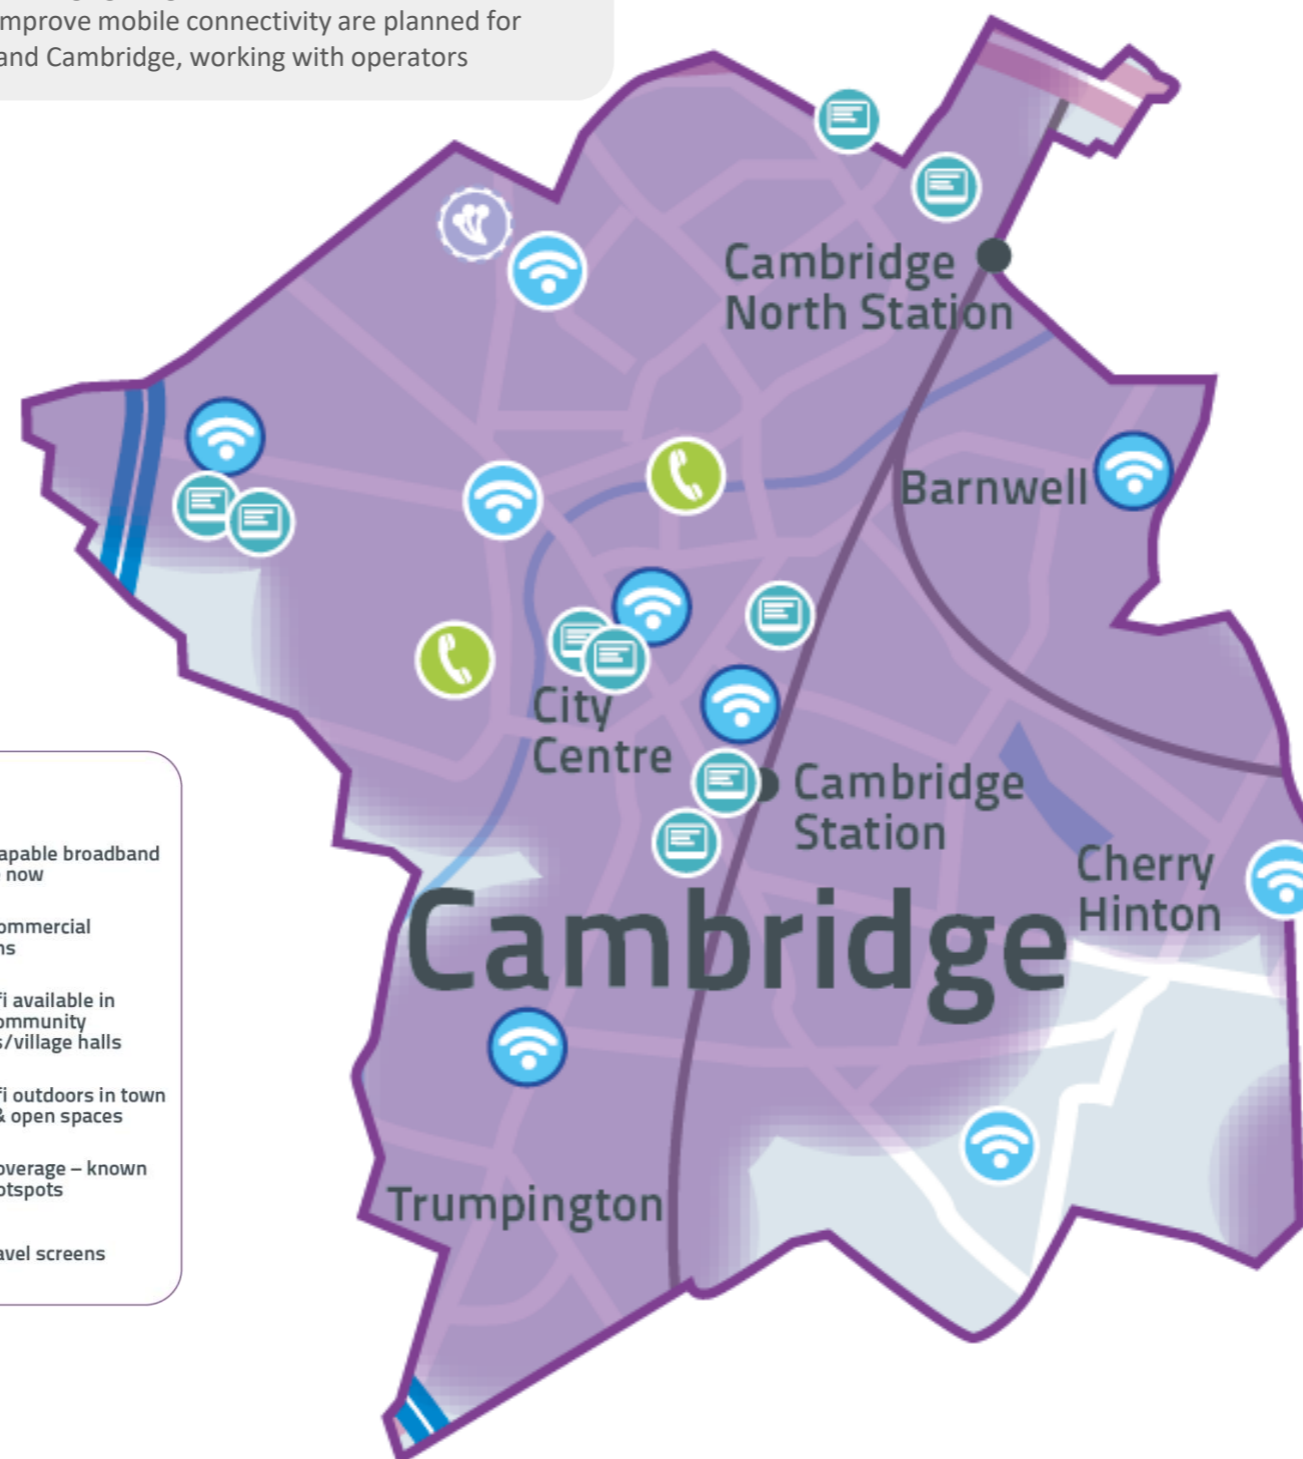 mprove mobile connectivity are planned for
and Cambridge, working with operators
Cambridge
North Station
Barnwell
City
Centre
Cambridge
Station
Cherry
Hinton
Cambridge
Trumpington
apable broadband
now
ommercial
ns
fi available in
ommunity
s/village halls
fi outdoors in town
& open spaces
overage – known
otspots
avel screens